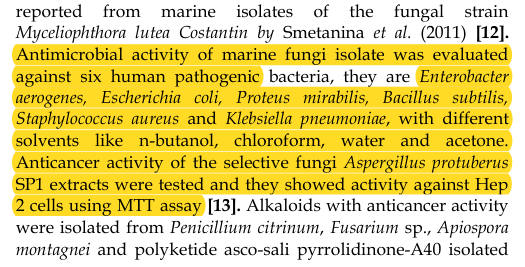 reported from marine isolates of the fungal strain
Myceliophthora lutea Costantin by Smetanina et al. (2011) [12].
Antimicrobial activity of marine fungi isolate was evaluated
against six human pathogenic bacteria, they are Enterobacter
aerogenes, Escherichia coli, Proteus mirabilis, Bacillus subtilis,
Staphylococcus aureus and Klebsiella pneumoniae, with different
solvents like n-butanol, chloroform, water and acetone.
Anticancer activity of the selective fungi Aspergillus protuberus
SP1 extracts were tested and they showed activity against Hep
2 cells using MTT assay [13]. Alkaloids with anticancer activity
were isolated from Penicillium citrinum, Fusarium sp., Apiospora
montagnei and polyketide asco-sali pyrrolidinone-A40 isolated